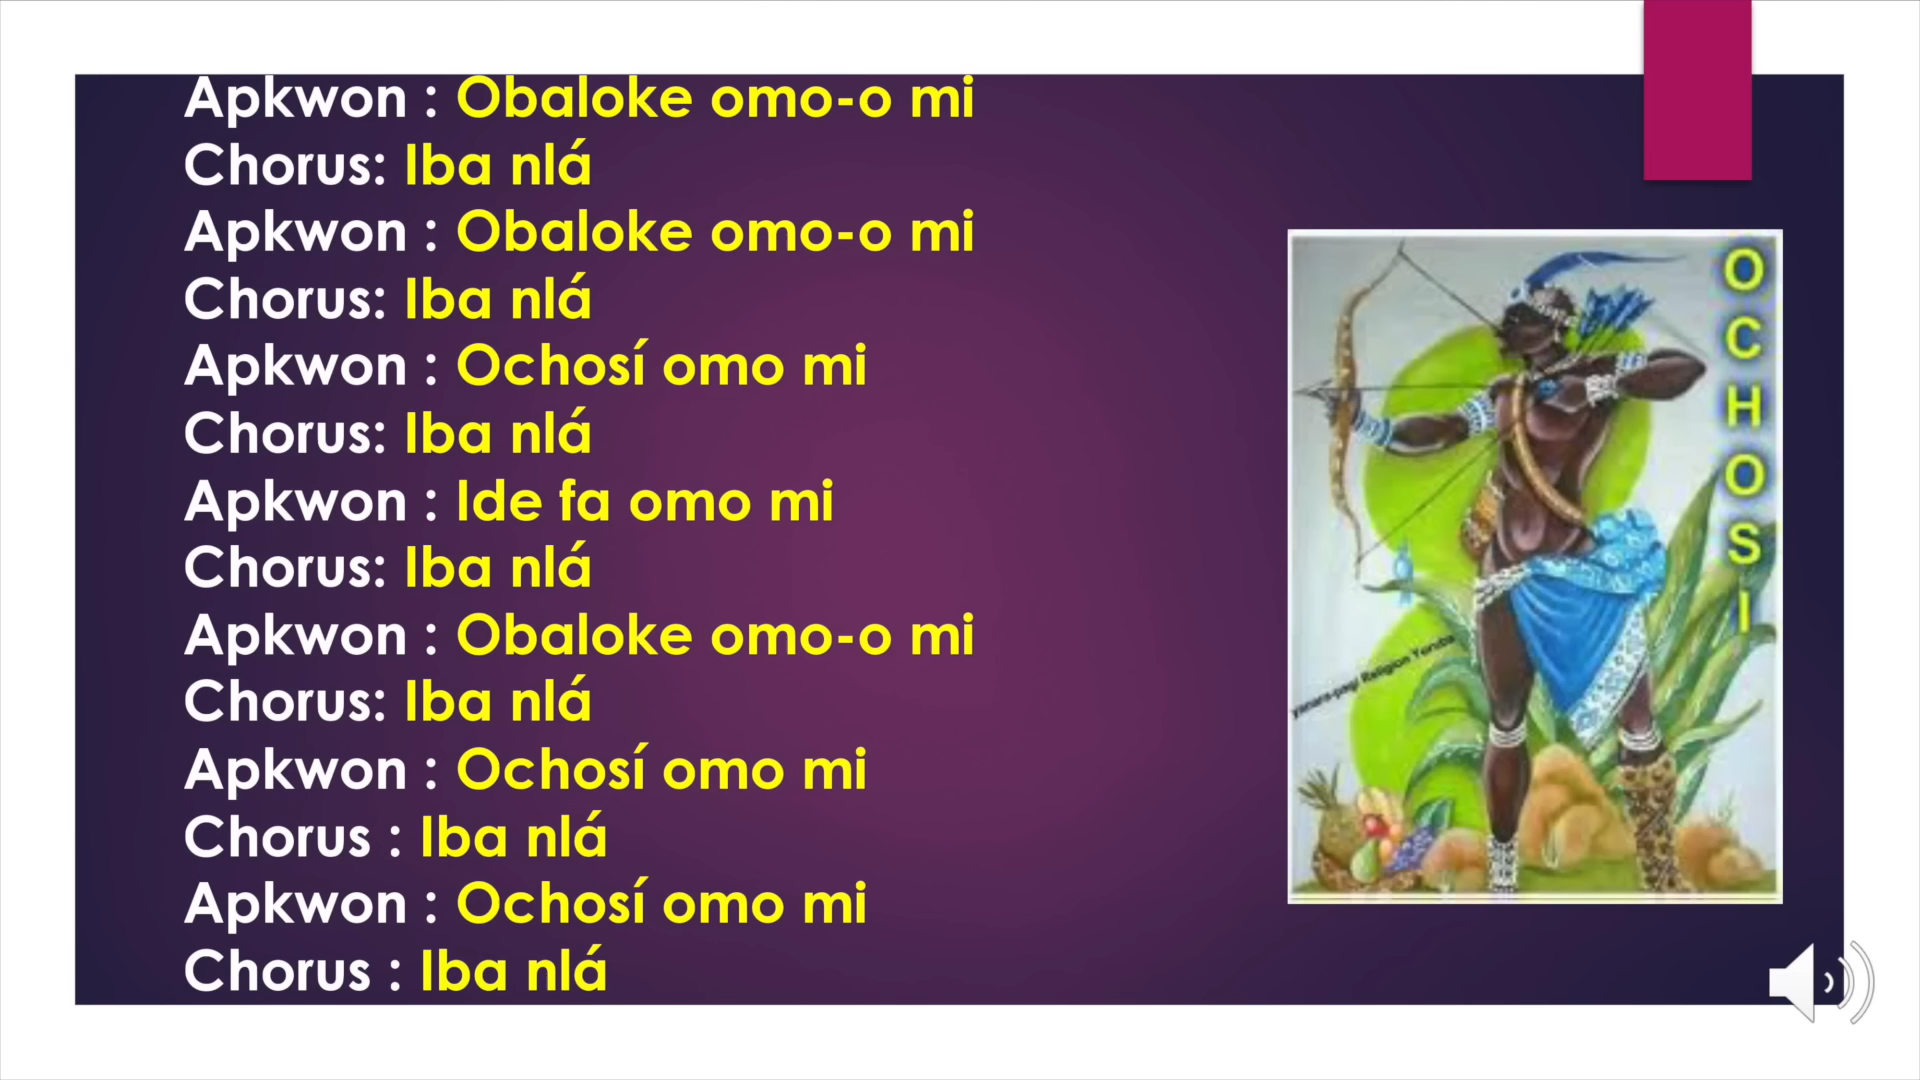 Apkwon : Obaloke omo-o mi
Chorus: Iba nlá
Apkwon : Obaloke omo-o mi
Chorus: Iba nlá
Apkwon : Ochosí omo mi
Chorus: Iba nlá
Apkwon : Ide fa omo mi
Chorus: Iba nlá
Apkwon : Obaloke omo-o mi
Chorus: Iba nlá
Apkwon : Ochosí omo mi
Chorus : Iba nlá
Apkwon : Ochosí omo mi
Chorus : Iba nlá
OCHOSI
Religion Yoruba